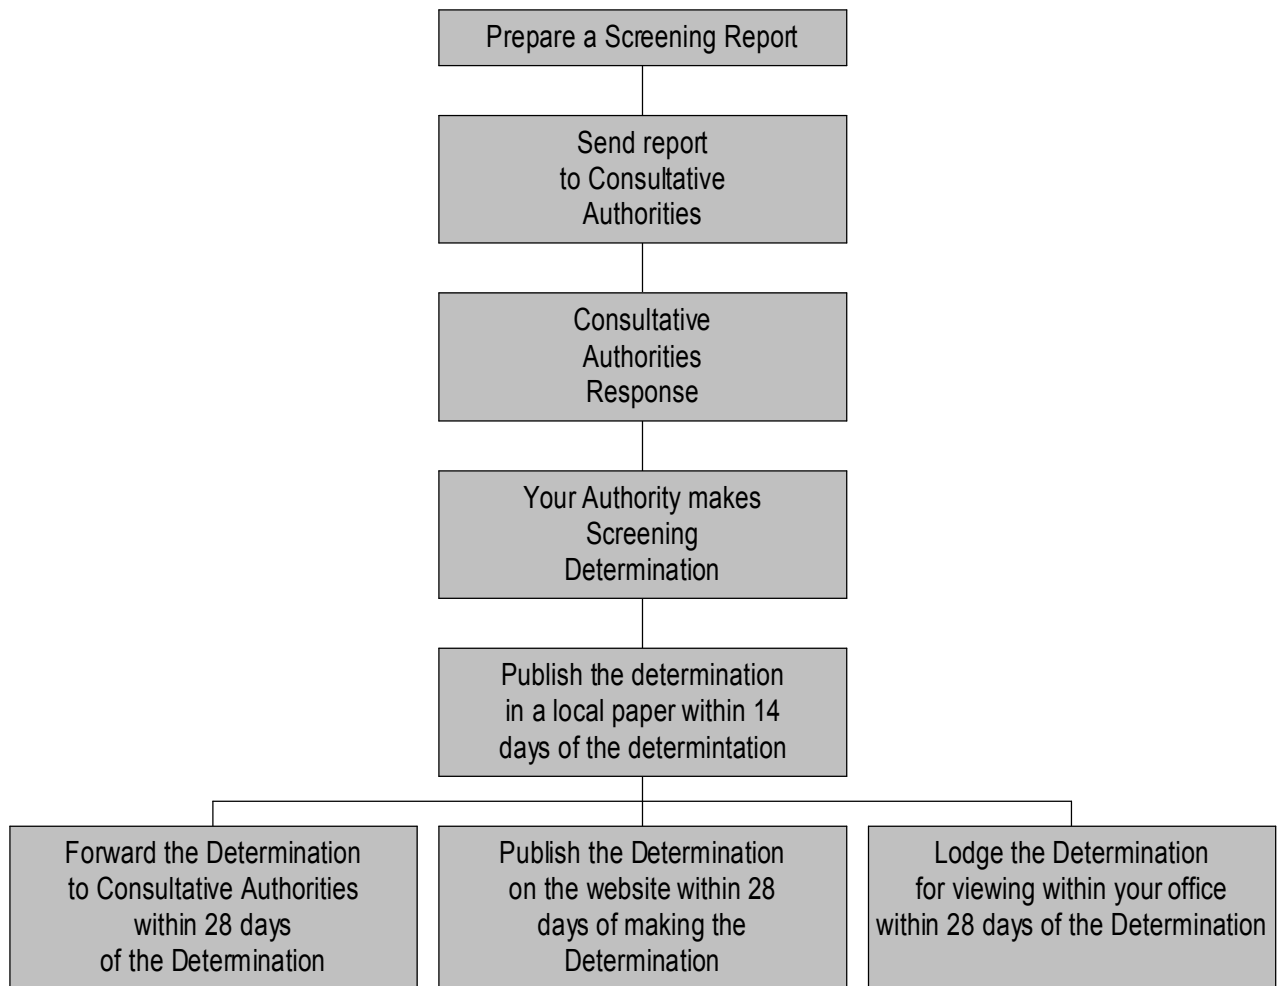 Prepare a Screening Report
Send report
to Consultative
Authorities
Consultative
Authorities
Response
Your Authority makes
Screening
Determination
Publish the determination
in a local paper within 14
days of the determintation
Forward the Determination
to Consultative Authorities
within 28 days
of the Determination
Publish the Determination
on the website within 28
days of making the
Determination
Lodge the Determination
for viewing within your office
within 28 days of the Determination